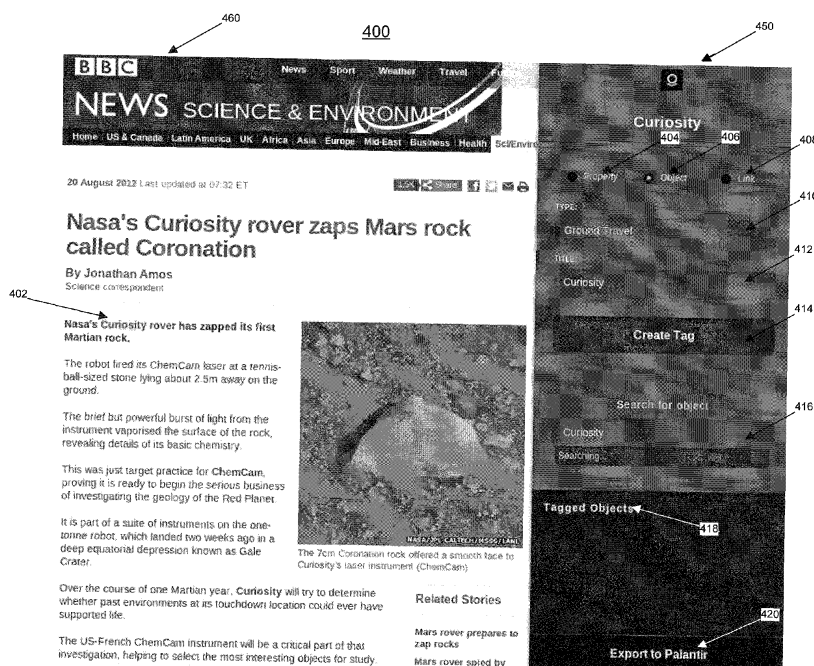 460
400
450
BBC
News Sport Weather Travel
NEWS SCIENCE & ENVIRONMENT
Home US & Canada Latin America UK Africa Asia Europe Mid-East Business Health Sci/Enviro
20 August 2012 Last updated at 07:32 ET
Share
Nasa's Curiosity rover zaps Mars rock
called Coronation
By Jonathan Amos
Science correspondent
402
Nasa's Curiosity rover has zapped its first
Martian rock.
The robot fired its ChemCam laser at a tennis-
ball-sized stone lying about 2.5m away on the
ground.
The brief but powerful burst of light from the
instrument vaporised the surface of the rock,
revealing details of its basic chemistry.
This was just target practice for ChemCam,
proving it is ready to begin the serious business
of investigating the geology of the Red Planet.
It is part of a suite of instruments on the one-
tonne robot, which landed two weeks ago in a
deep equatorial depression known as Gale
Crater.
Over the course of one Martian year, Curiosity will try to determine
whether past environments at its touchdown location could ever have
supported life.
The US-French ChemCam instrument will be a critical part of that
investigation, helping to select the most interesting objects for study.
NASA/JPL-CALTECH/MSSS/LANL
The 7cm Coronation rock offered a smooth face to
Curiosity's laser instrument (ChemCam)
Related Stories
Mars rover prepares to
zap rocks
Mars rover spied by
Curiosity
404
406
408
Property
Object
Link
410
TYPE:
Ground Travel
412
TITLE:
Curiosity
414
Create Tag
Search for object
416
Curiosity
Searching...
Tagged Objects
418
420
Export to Palantir